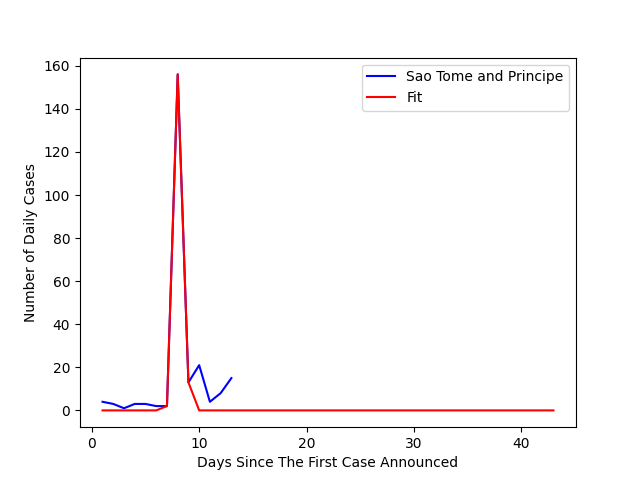 Sao Tome and Principe
Fit
160
140
120
100
80
60
40
20
0
Number of Daily Cases
0 10 20 30 40
Days Since The First Case Announced